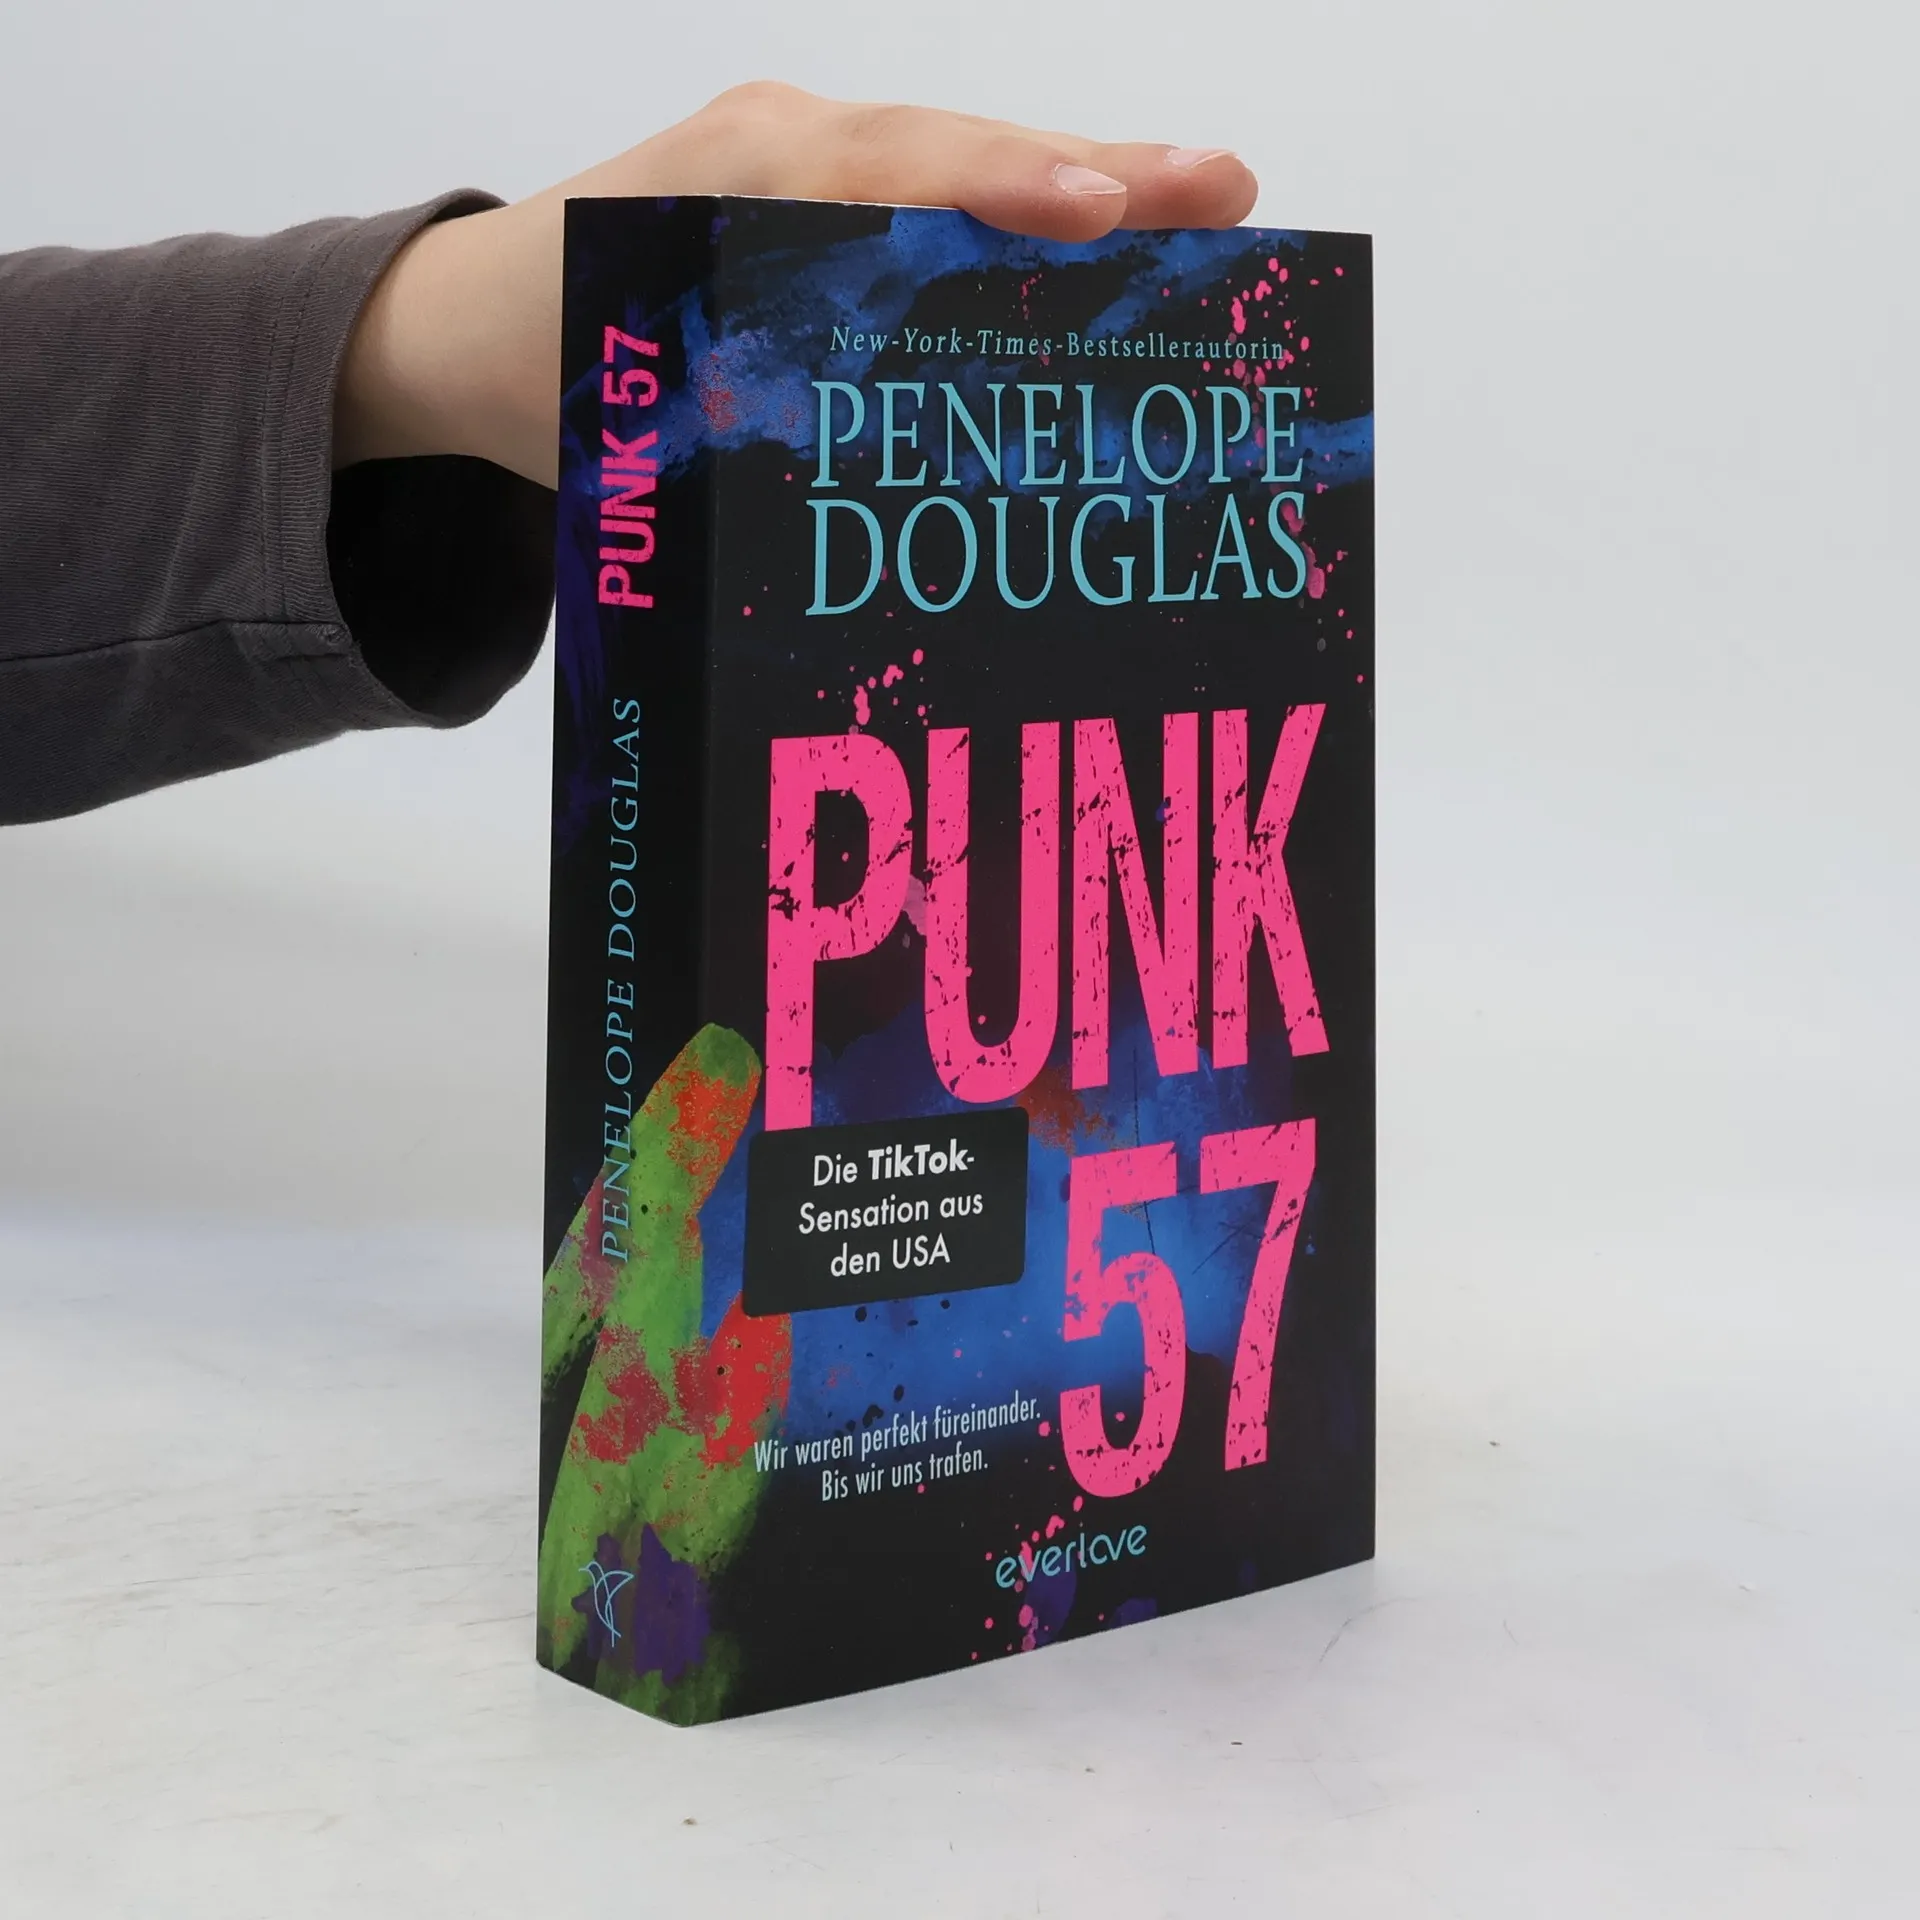 PUNK 57
PENELOPE DOUGLAS
New-York-Times-Bestsellerautorin
PENELOPE
DOUGLAS
PUNK
57
Die TikTok-
Sensation aus
den USA
Wir waren perfekt füreinander.
Bis wir uns trafen.
everlove